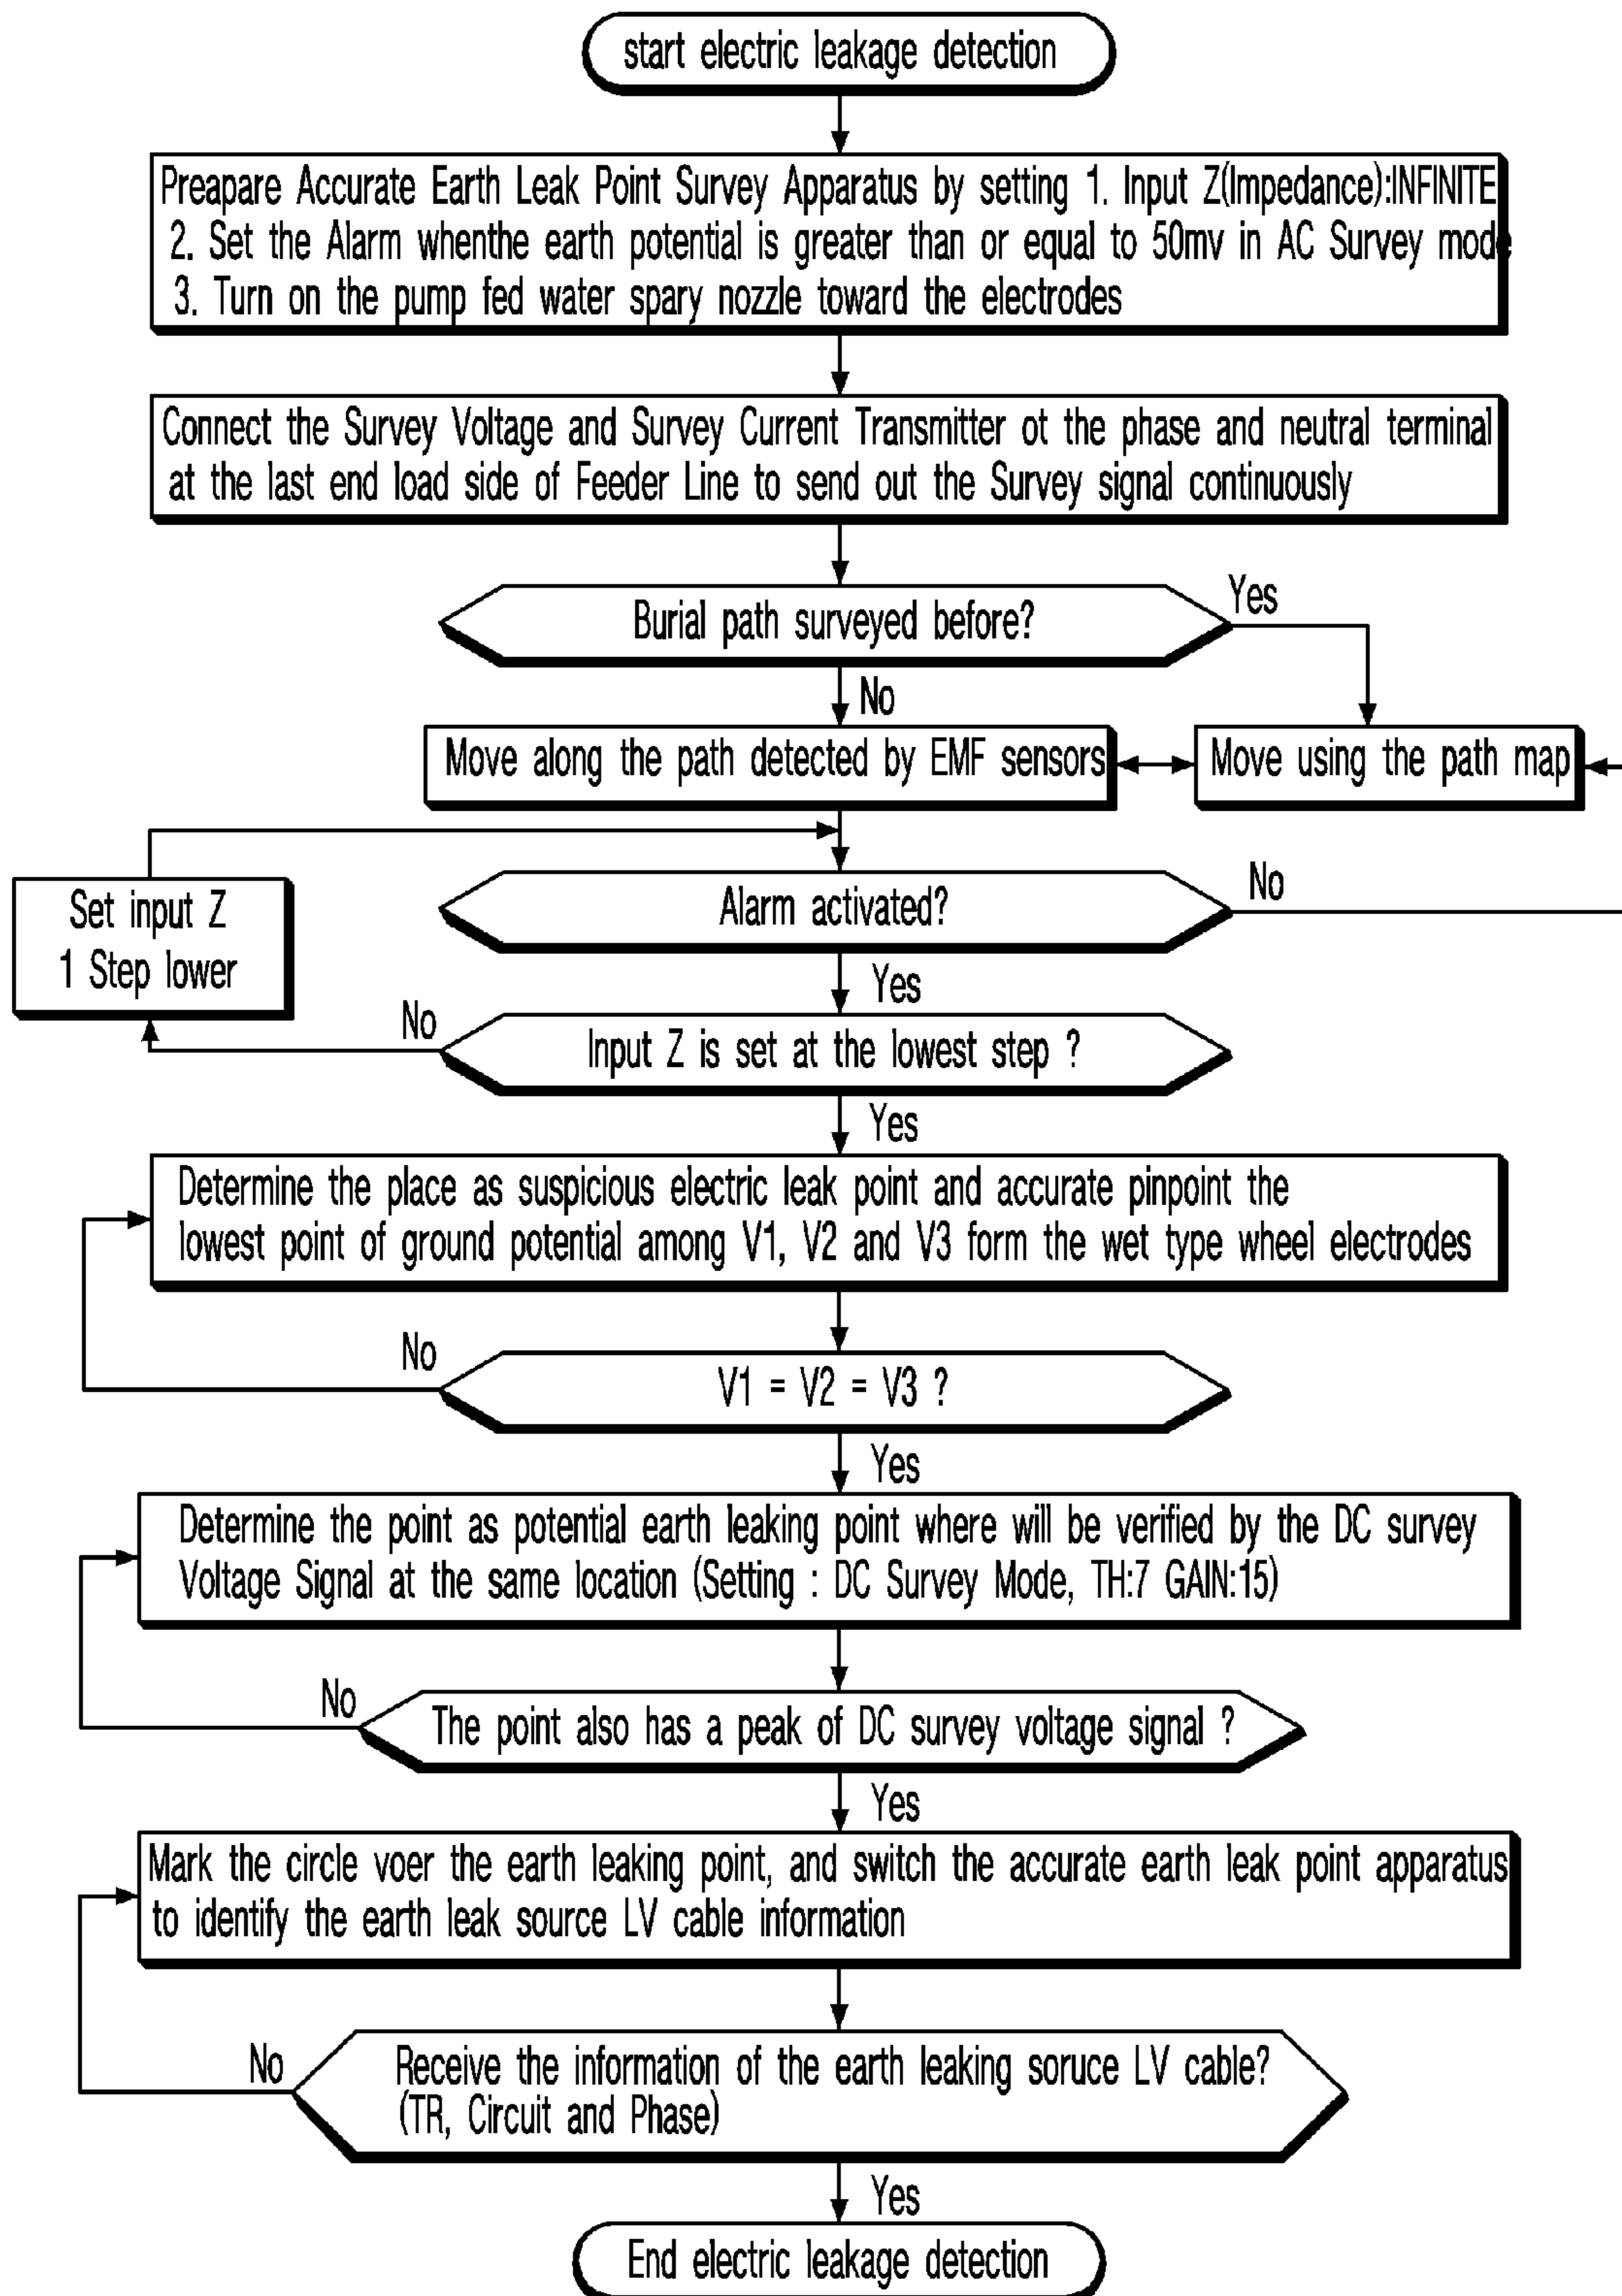 start electric leakage detection
Preapare Accurate Earth Leak Point Survey Apparatus by setting 1. Input Z(Impedance):INFINITE
2. Set the Alarm whenthe earth potential is greater than or equal to 50mv in AC Survey mode
3. Turn on the pump fed water spary nozzle toward the electrodes
Connect the Survey Voltage and Survey Current Transmitter ot the phase and neutral terminal
at the last end load side of Feeder Line to send out the Survey signal continuously
Burial path surveyed before?
Yes
No
Move along the path detected by EMF sensors
Move using the path map
Set input Z
1 Step lower
Alarm activated?
No
Yes
No
Input Z is set at the lowest step ?
Yes
Determine the place as suspicious electric leak point and accurate pinpoint the
lowest point of ground potential among V1, V2 and V3 form the wet type wheel electrodes
No
V1 = V2 = V3 ?
Yes
Determine the point as potential earth leaking point where will be verified by the DC survey
Voltage Signal at the same location (Setting : DC Survey Mode, TH:7 GAIN:15)
No
The point also has a peak of DC survey voltage signal ?
Yes
Mark the circle voer the earth leaking point, and switch the accurate earth leak point apparatus
to identify the earth leak source LV cable information
No
Receive the information of the earth leaking soruce LV cable?
(TR, Circuit and Phase)
Yes
End electric leakage detection